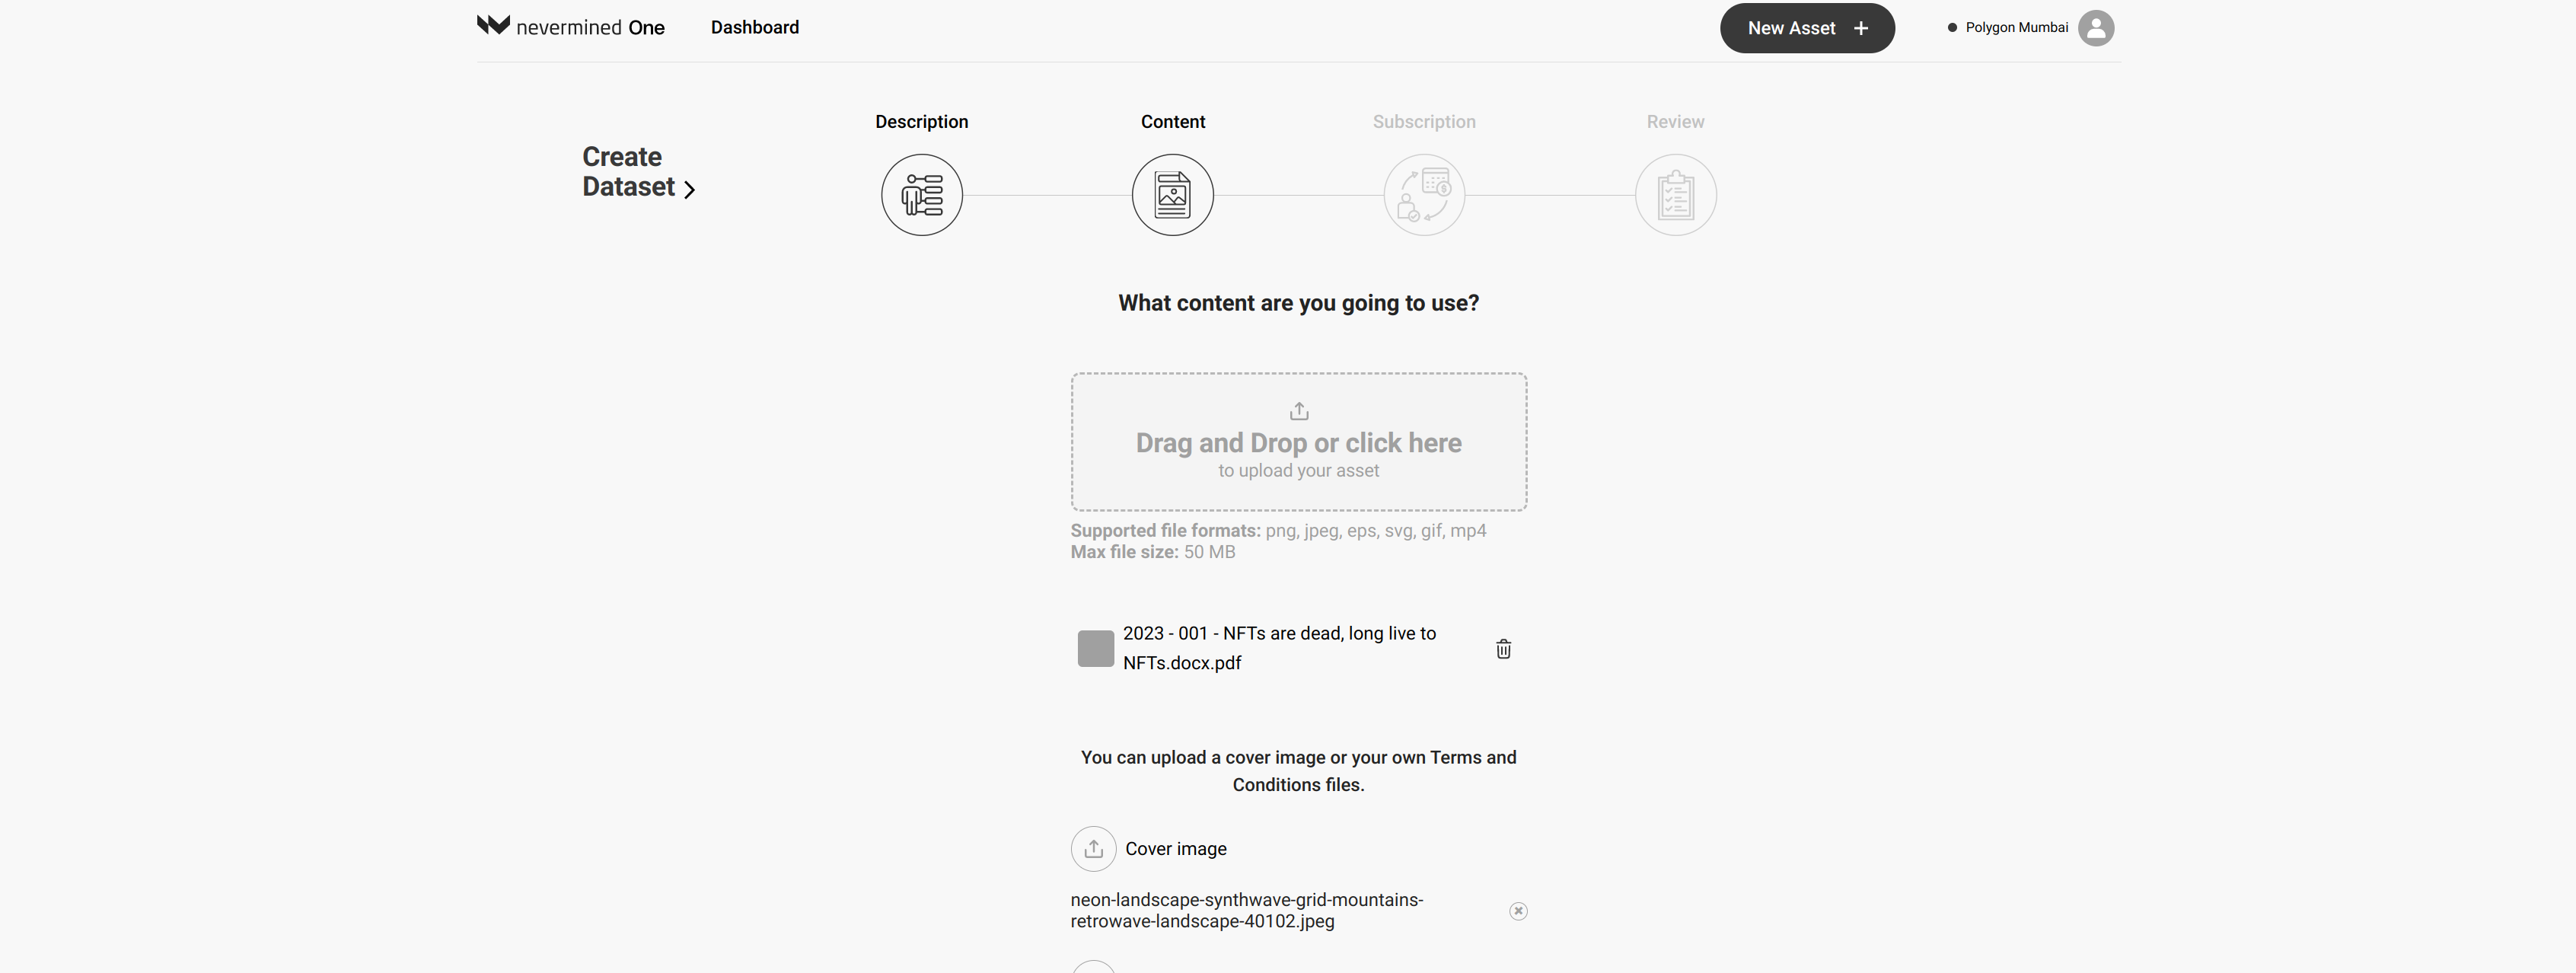 nevermined One
Dashboard
New Asset +
Polygon Mumbai
Create
Dataset
Description
Content
Subscription
Review
What content are you going to use?
Drag and Drop or click here
to upload your asset
Supported file formats: png, jpeg, eps, svg, gif, mp4
Max file size: 50 MB
2023 - 001 - NFTs are dead, long live to
NFTs.docx.pdf
You can upload a cover image or your own Terms and
Conditions files.
Cover image
neon-landscape-synthwave-grid-mountains-
retrowave-landscape-40102.jpeg